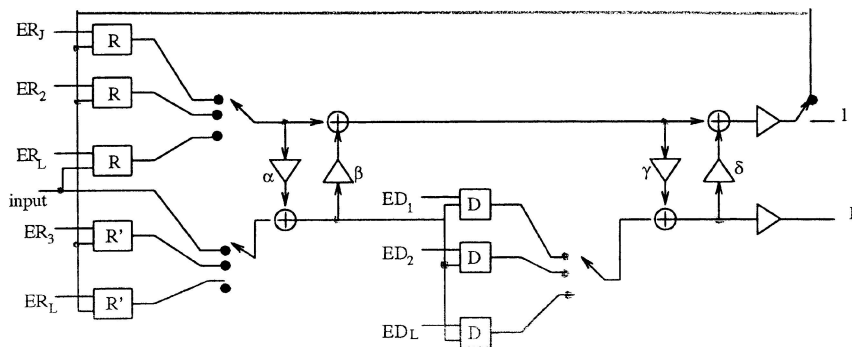 ER_J
R
ER_2
R
ER_L
R
input
ER_3
R'
ER_L
R'
α
β
ED_1
D
ED_2
D
ED_L
D
γ
δ